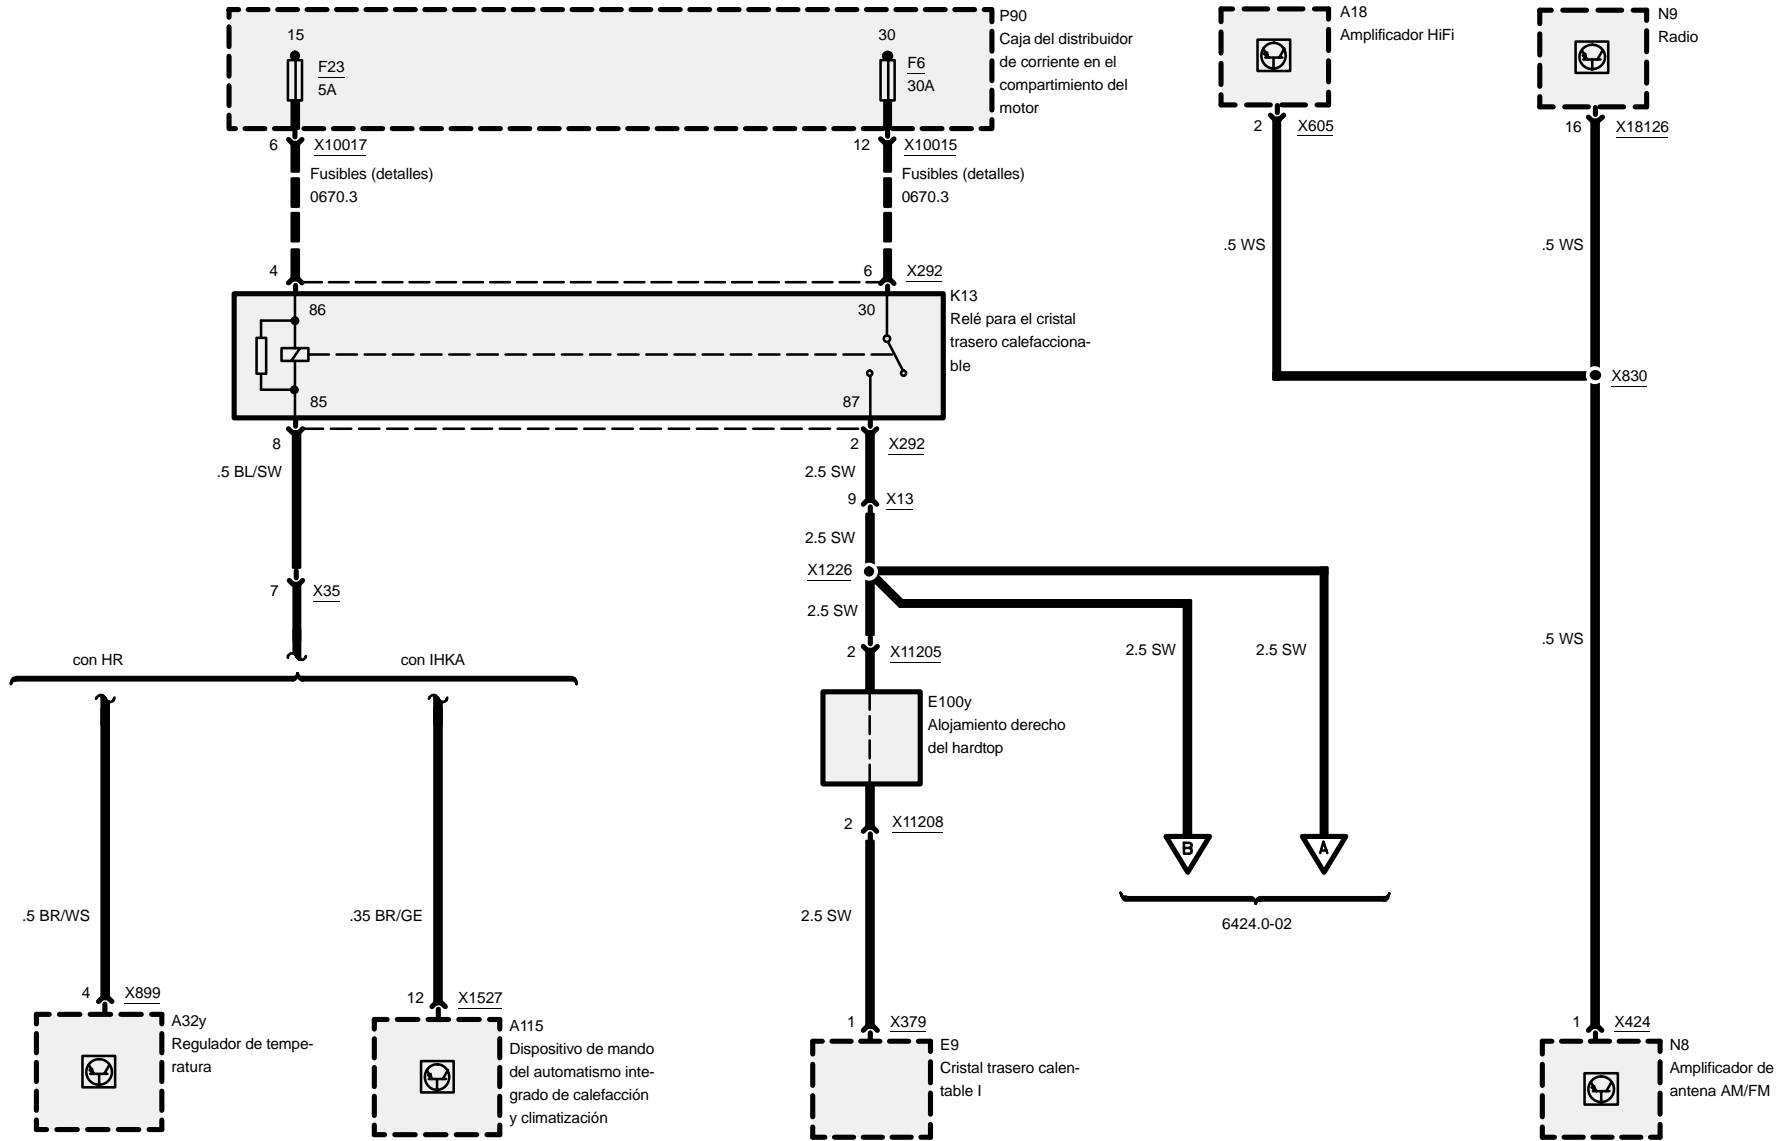 P90
Caja del distribuidor
de corriente en el
compartimiento del
motor
15
F23
5A
30
F6
30A
6 X10017
Fusibles (detalles)
0670.3
12 X10015
Fusibles (detalles)
0670.3
A18
Amplificador HiFi
2 X605
N9
Radio
16 X18126
.5 WS
.5 WS
4
6 X292
86
30
K13
Relé para el cristal
trasero calefacciona-
ble
85
87
X830
8
2 X292
.5 BL/SW
2.5 SW
9 X13
2.5 SW
X1226
7 X35
2.5 SW
2 X11205
2.5 SW
2.5 SW
.5 WS
con HR
con IHKA
E100y
Alojamiento derecho
del hardtop
2 X11208
B
A
6424.0-02
.5 BR/WS
.35 BR/GE
2.5 SW
4 X899
12 X1527
1 X379
1 X424
A32y
Regulador de tempe-
ratura
A115
Dispositivo de mando
del automatismo inte-
grado de calefacción
y climatización
E9
Cristal trasero calen-
table I
N8
Amplificador de
antena AM/FM